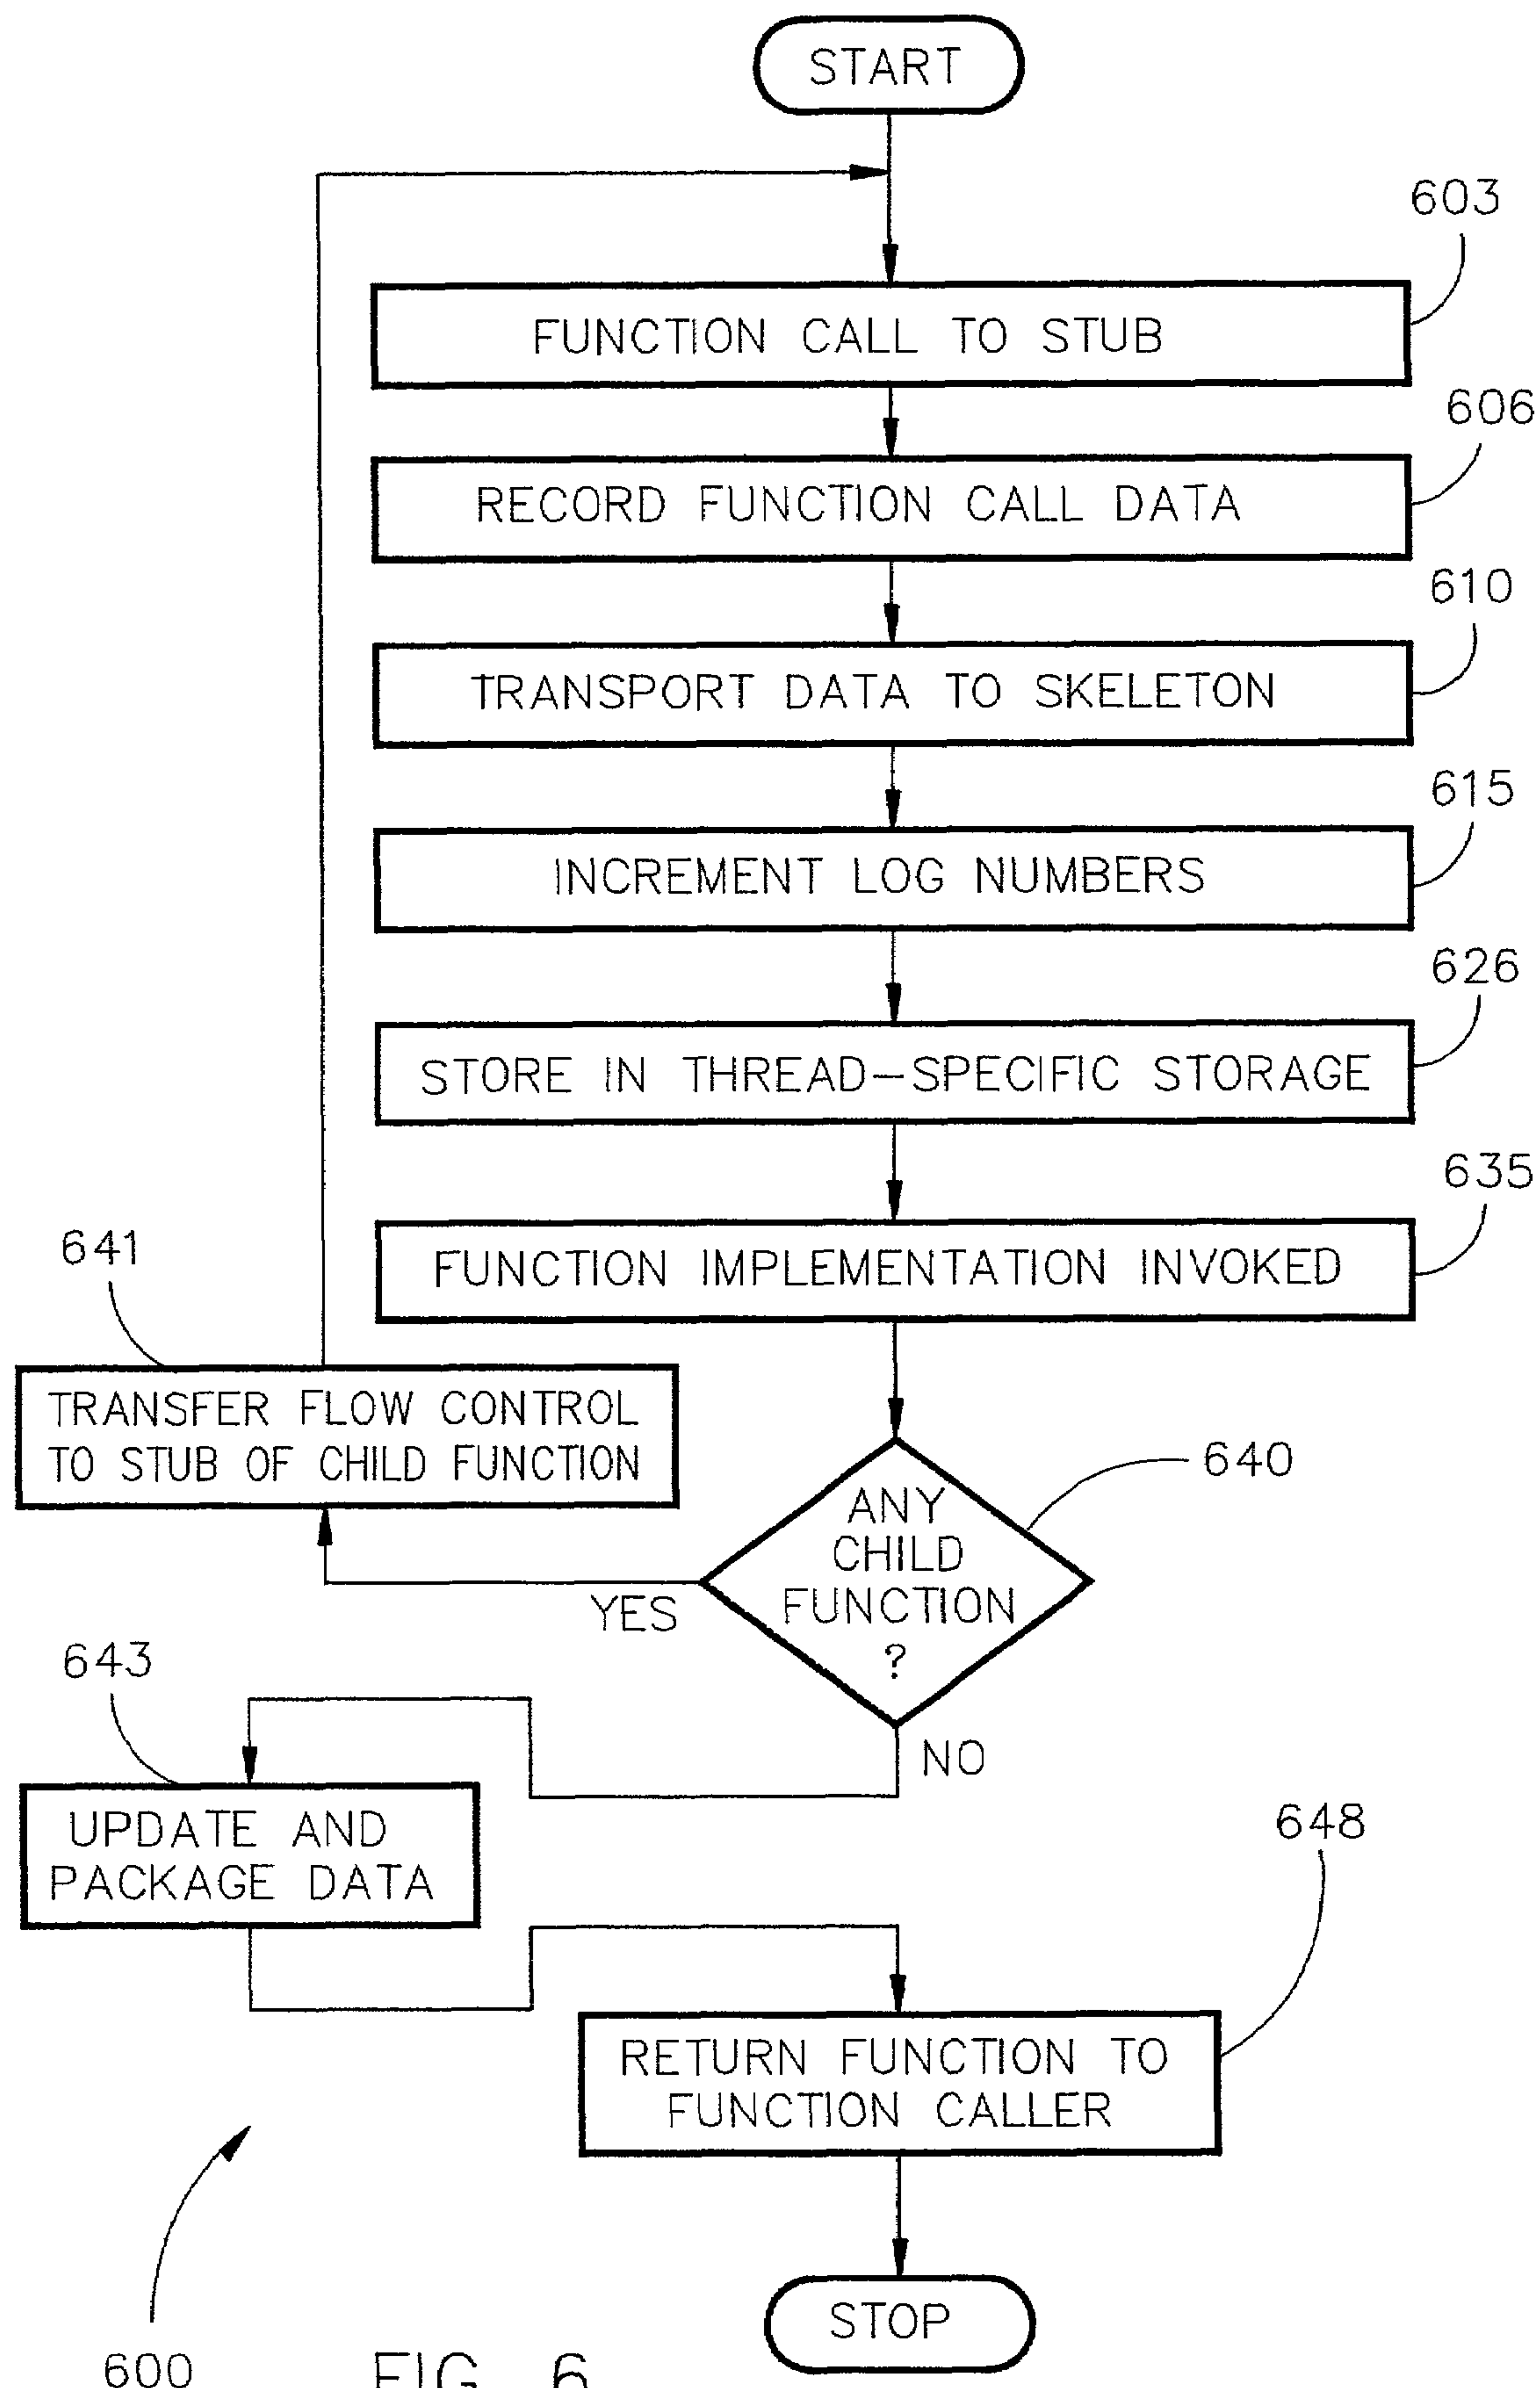 START
603
FUNCTION CALL TO STUB
606
RECORD FUNCTION CALL DATA
610
TRANSPORT DATA TO SKELETON
615
INCREMENT LOG NUMBERS
626
STORE IN THREAD-SPECIFIC STORAGE
635
FUNCTION IMPLEMENTATION INVOKED
641
TRANSFER FLOW CONTROL
TO STUB OF CHILD FUNCTION
640
ANY
CHILD
FUNCTION
?
YES
NO
643
UPDATE AND
PACKAGE DATA
648
RETURN FUNCTION TO
FUNCTION CALLER
STOP
600
FIG. 6